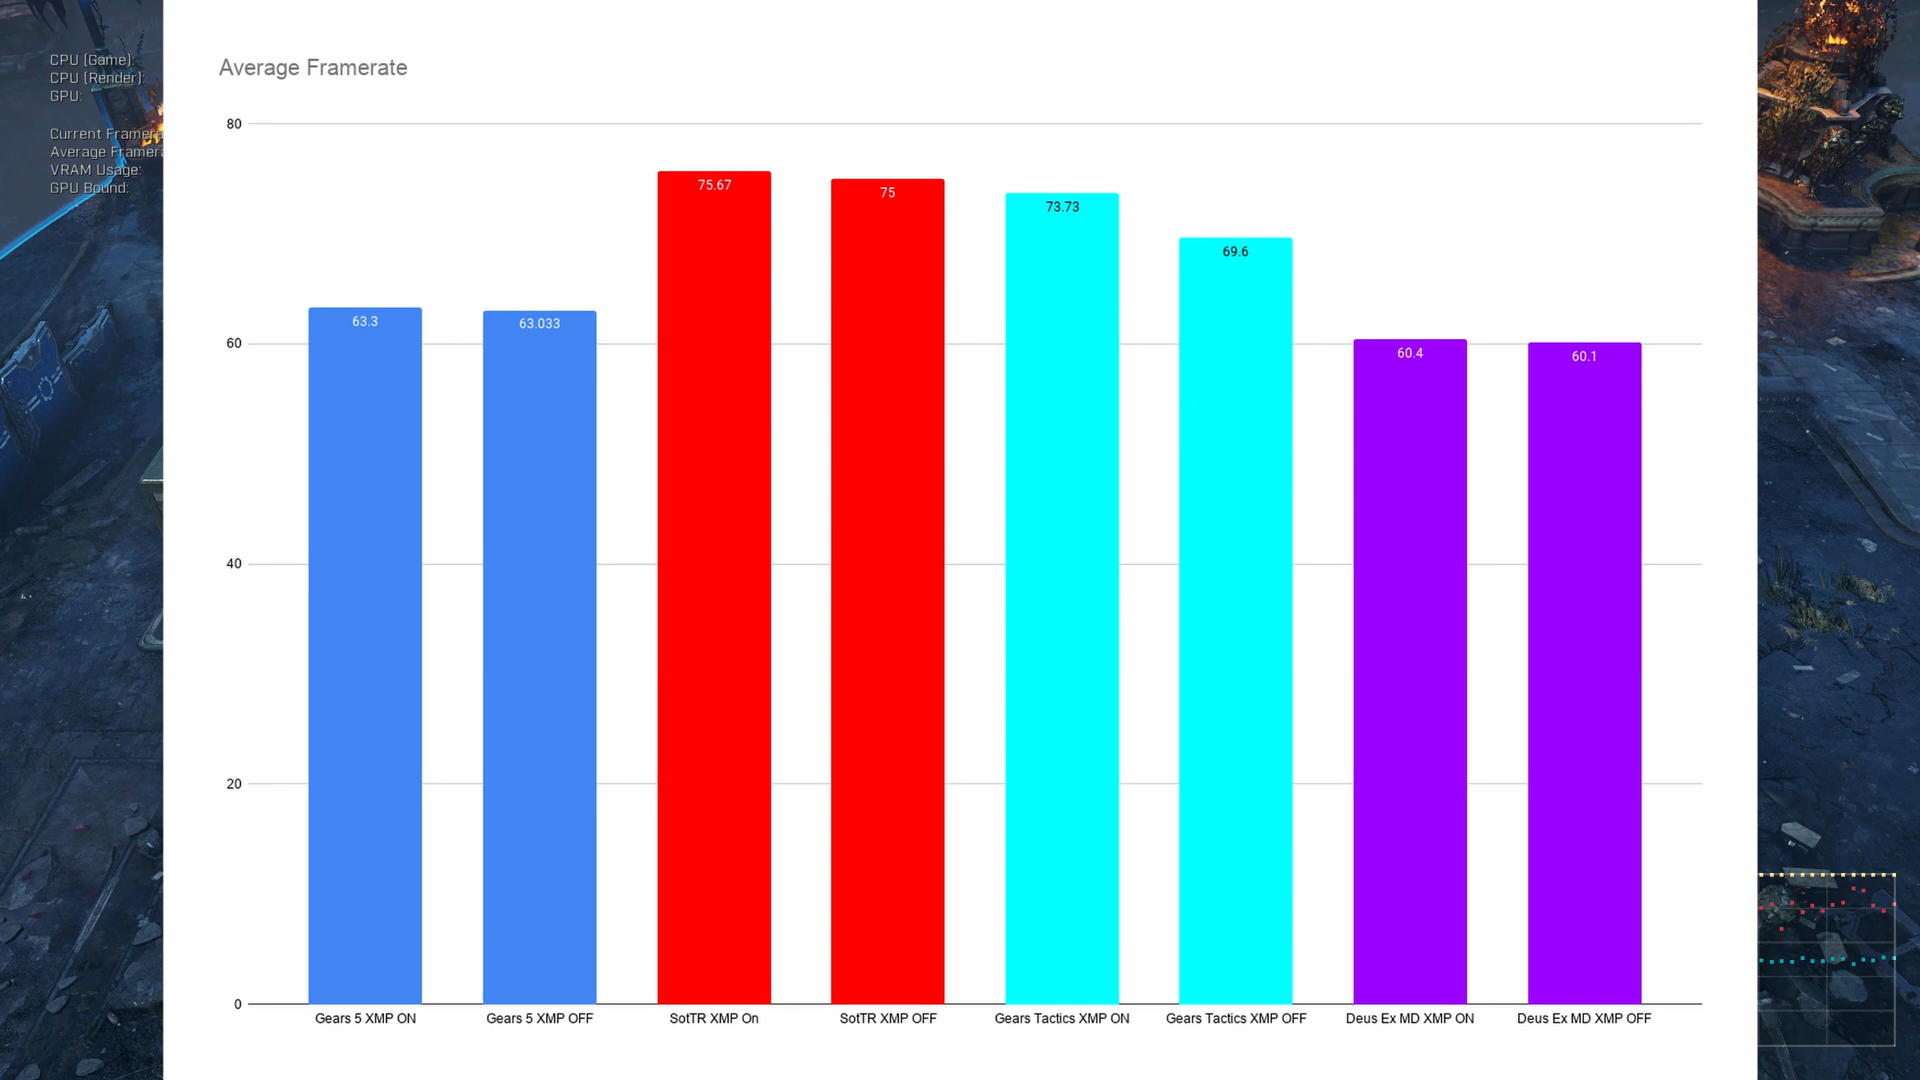 CPU (Game):
CPU (Render):
GPU:
Current Framera
Average Framera
VRAM Usage:
GPU Bound:
Average Framerate
80
60
40
20
0
63.3
63.033
75.67
75
73.73
69.6
60.4
60.1
Gears 5 XMP ON
Gears 5 XMP OFF
SotTR XMP On
SotTR XMP OFF
Gears Tactics XMP ON
Gears Tactics XMP OFF
Deus Ex MD XMP ON
Deus Ex MD XMP OFF